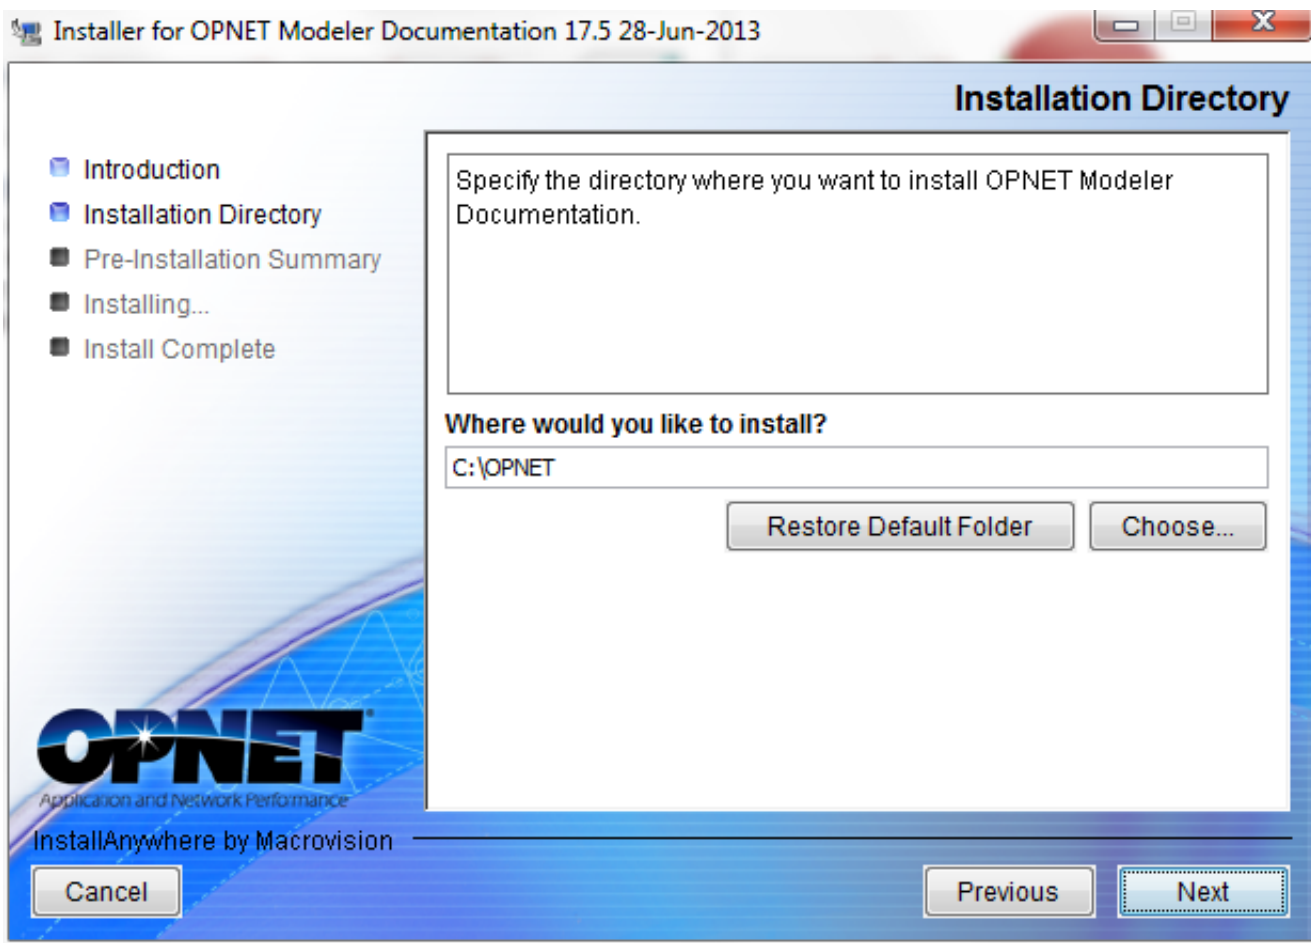 Installer for OPNET Modeler Documentation 17.5 28-Jun-2013
Installation Directory
Introduction
Installation Directory
Pre-Installation Summary
Installing...
Install Complete
Specify the directory where you want to install OPNET Modeler
Documentation.
Where would you like to install?
C:\OPNET
Restore Default Folder
Choose...
OPNET
Application and Network Performance
InstallAnywhere by Macrovision
Cancel
Previous
Next